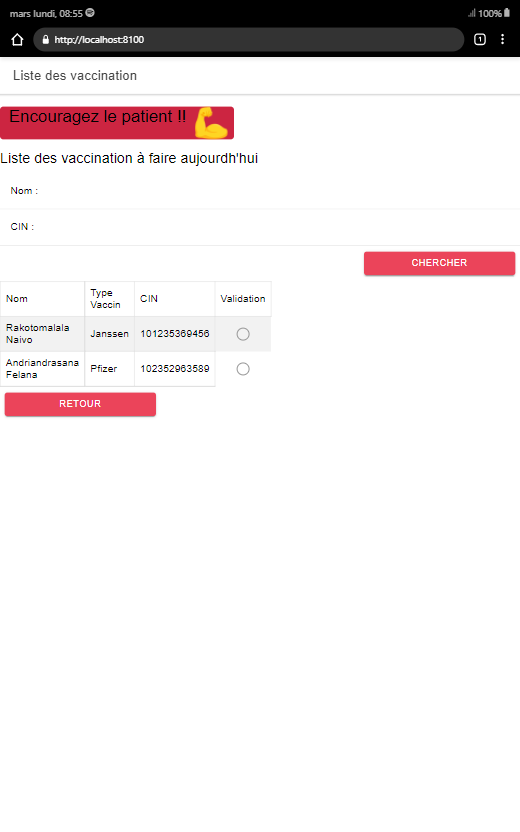 mars lundi, 08:55 100%
http://localhost:8100 1
Liste des vaccination
Encouragez le patient !!
Liste des vaccination à faire aujourdh'hui
Nom :
CIN :
CHERCHER
Nom Type Vaccin CIN Validation
Rakotomalala Naivo Janssen 101235369456
Andriandrasana Felana Pfizer 102352963589
RETOUR